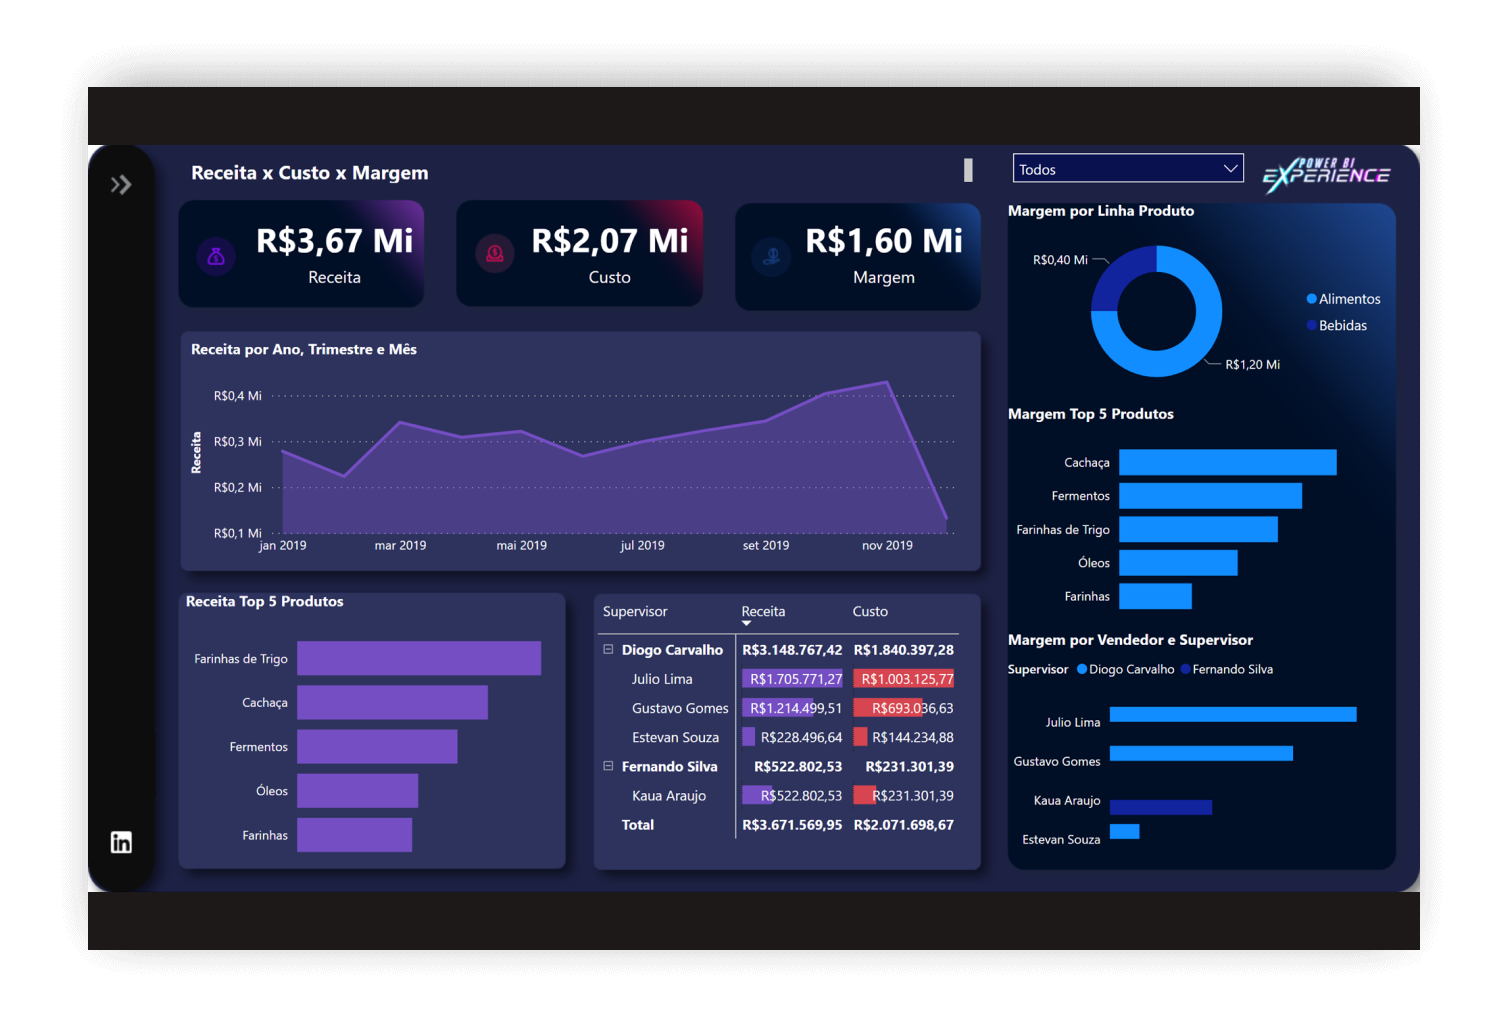 Receita x Custo x Margem
Todos
POWER BI
EXPERIENCE
R$3,67 Mi
Receita
R$2,07 Mi
Custo
R$1,60 Mi
Margem
Receita por Ano, Trimestre e Mês
Receita
R$0,4 Mi
R$0,3 Mi
R$0,2 Mi
R$0,1 Mi
jan 2019 mar 2019 mai 2019 jul 2019 set 2019 nov 2019
Receita Top 5 Produtos
Farinhas de Trigo
Cachaça
Fermentos
Óleos
Farinhas
Supervisor Receita Custo
Diogo Carvalho R$3.148.767,42 R$1.840.397,28
Julio Lima R$1.705.771,27 R$1.003.125,77
Gustavo Gomes R$1.214.499,51 R$693.036,63
Estevan Souza R$228.496,64 R$144.234,88
Fernando Silva R$522.802,53 R$231.301,39
Kaua Araujo R$522.802,53 R$231.301,39
Total R$3.671.569,95 R$2.071.698,67
Margem por Linha Produto
R$0,40 Mi
R$1,20 Mi
Alimentos
Bebidas
Margem Top 5 Produtos
Cachaça
Fermentos
Farinhas de Trigo
Óleos
Farinhas
Margem por Vendedor e Supervisor
Supervisor Diogo Carvalho Fernando Silva
Julio Lima
Gustavo Gomes
Kaua Araujo
Estevan Souza
in